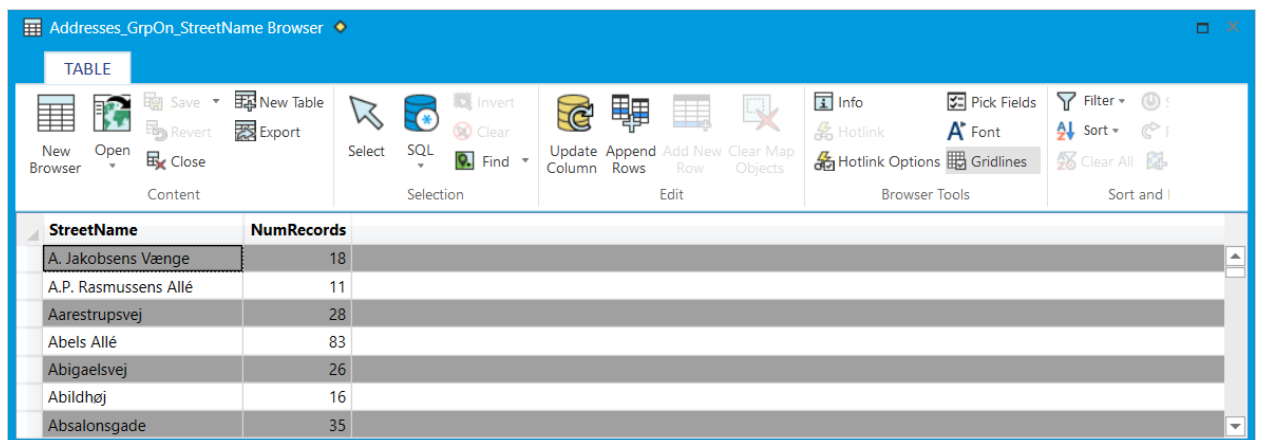 Addresses_GrpOn_StreetName Browser
TABLE
New Browser
Open
Save
Revert
Close
New Table
Export
Content
Select
SQL
Invert
Clear
Find
Selection
Update Column
Append Rows
Add New Row
Clear Map Objects
Edit
Info
Hotlink
Hotlink Options
Pick Fields
Font
Gridlines
Browser Tools
Filter
Sort
Clear All
Sort and
StreetName NumRecords
A. Jakobsens Vænge 18
A.P. Rasmussens Allé 11
Aarestrupsvej 28
Abels Allé 83
Abigaelsvej 26
Abildhøj 16
Absalonsgade 35